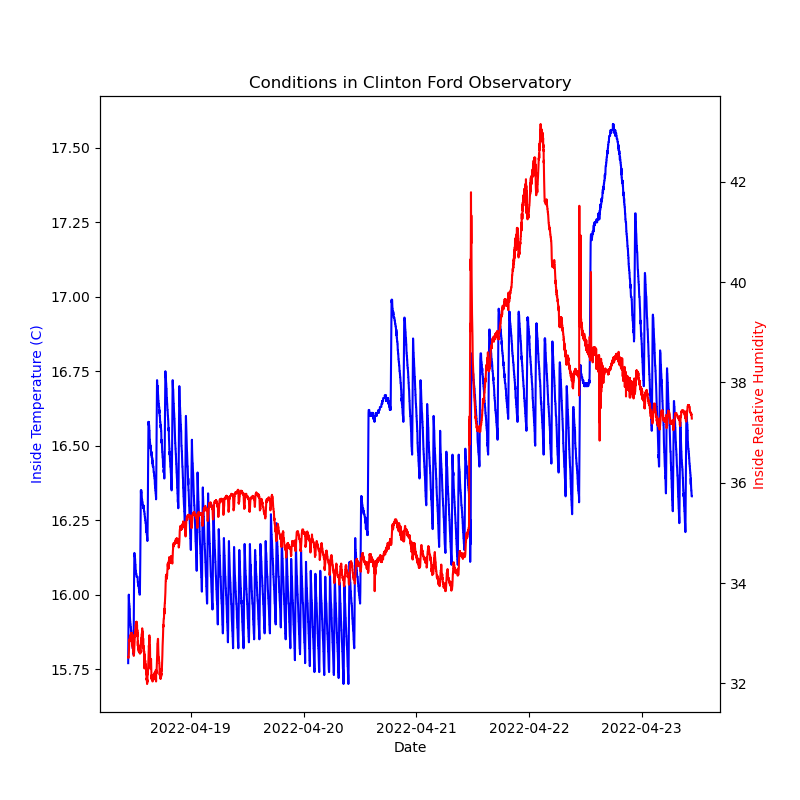 Conditions in Clinton Ford Observatory
17.50
17.25
17.00
16.75
16.50
16.25
16.00
15.75
Inside Temperature (C)
42
40
38
36
34
32
Inside Relative Humidity
2022-04-19 2022-04-20 2022-04-21 2022-04-22 2022-04-23
Date